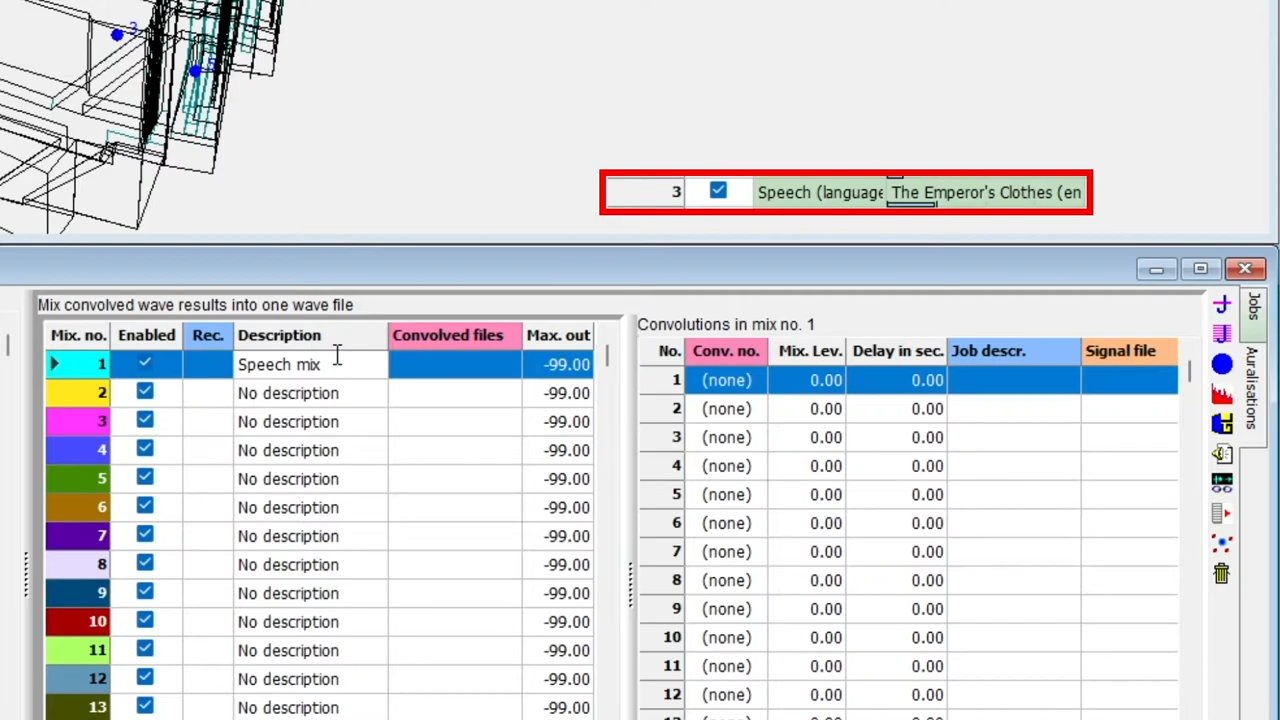 3
5
3 Speech (language The Emperor's Clothes (en
Mix convolved wave results into one wave file
Mix. no. Enabled Rec. Description Convolved files Max. out
1 Speech mix -99.00
2 No description -99.00
3 No description -99.00
4 No description -99.00
5 No description -99.00
6 No description -99.00
7 No description -99.00
8 No description -99.00
9 No description -99.00
10 No description -99.00
11 No description -99.00
12 No description -99.00
13 No description -99.00
Convolutions in mix no. 1
No. Conv. no. Mix. Lev. Delay in sec. Job descr. Signal file
1 (none) 0.00 0.00
2 (none) 0.00 0.00
3 (none) 0.00 0.00
4 (none) 0.00 0.00
5 (none) 0.00 0.00
6 (none) 0.00 0.00
7 (none) 0.00 0.00
8 (none) 0.00 0.00
9 (none) 0.00 0.00
10 (none) 0.00 0.00
11 (none) 0.00 0.00
12 (none) 0.00 0.00
Jobs
Auralisations